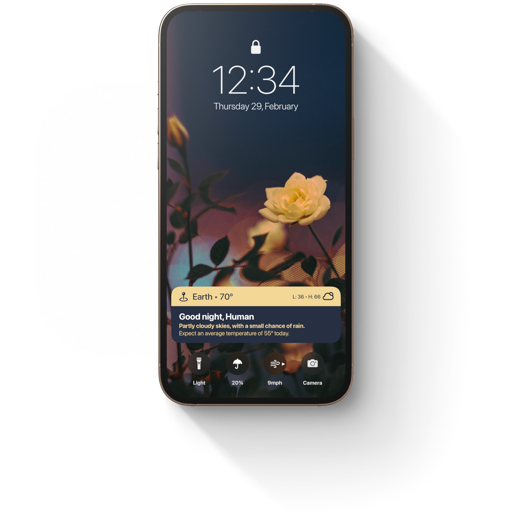 12:34
Thursday 29, February
Earth • 70°
L: 36 • H: 66
Good night, Human
Partly cloudy skies, with a small chance of rain.
Expect an average temperature of 55° today.
Light
20%
9mph
Camera